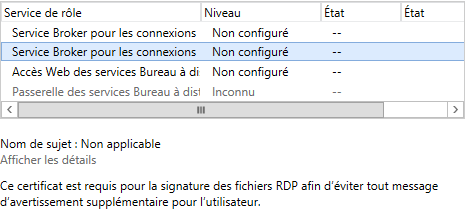 Service de rôle Niveau État État
Service Broker pour les connexions Non configuré --
Service Broker pour les connexions Non configuré --
Accès Web des services Bureau à di Non configuré --
Passerelle des services Bureau à dist Inconnu --
Nom de sujet : Non applicable
Afficher les détails
Ce certificat est requis pour la signature des fichiers RDP afin d'éviter tout message
d'avertissement supplémentaire pour l'utilisateur.